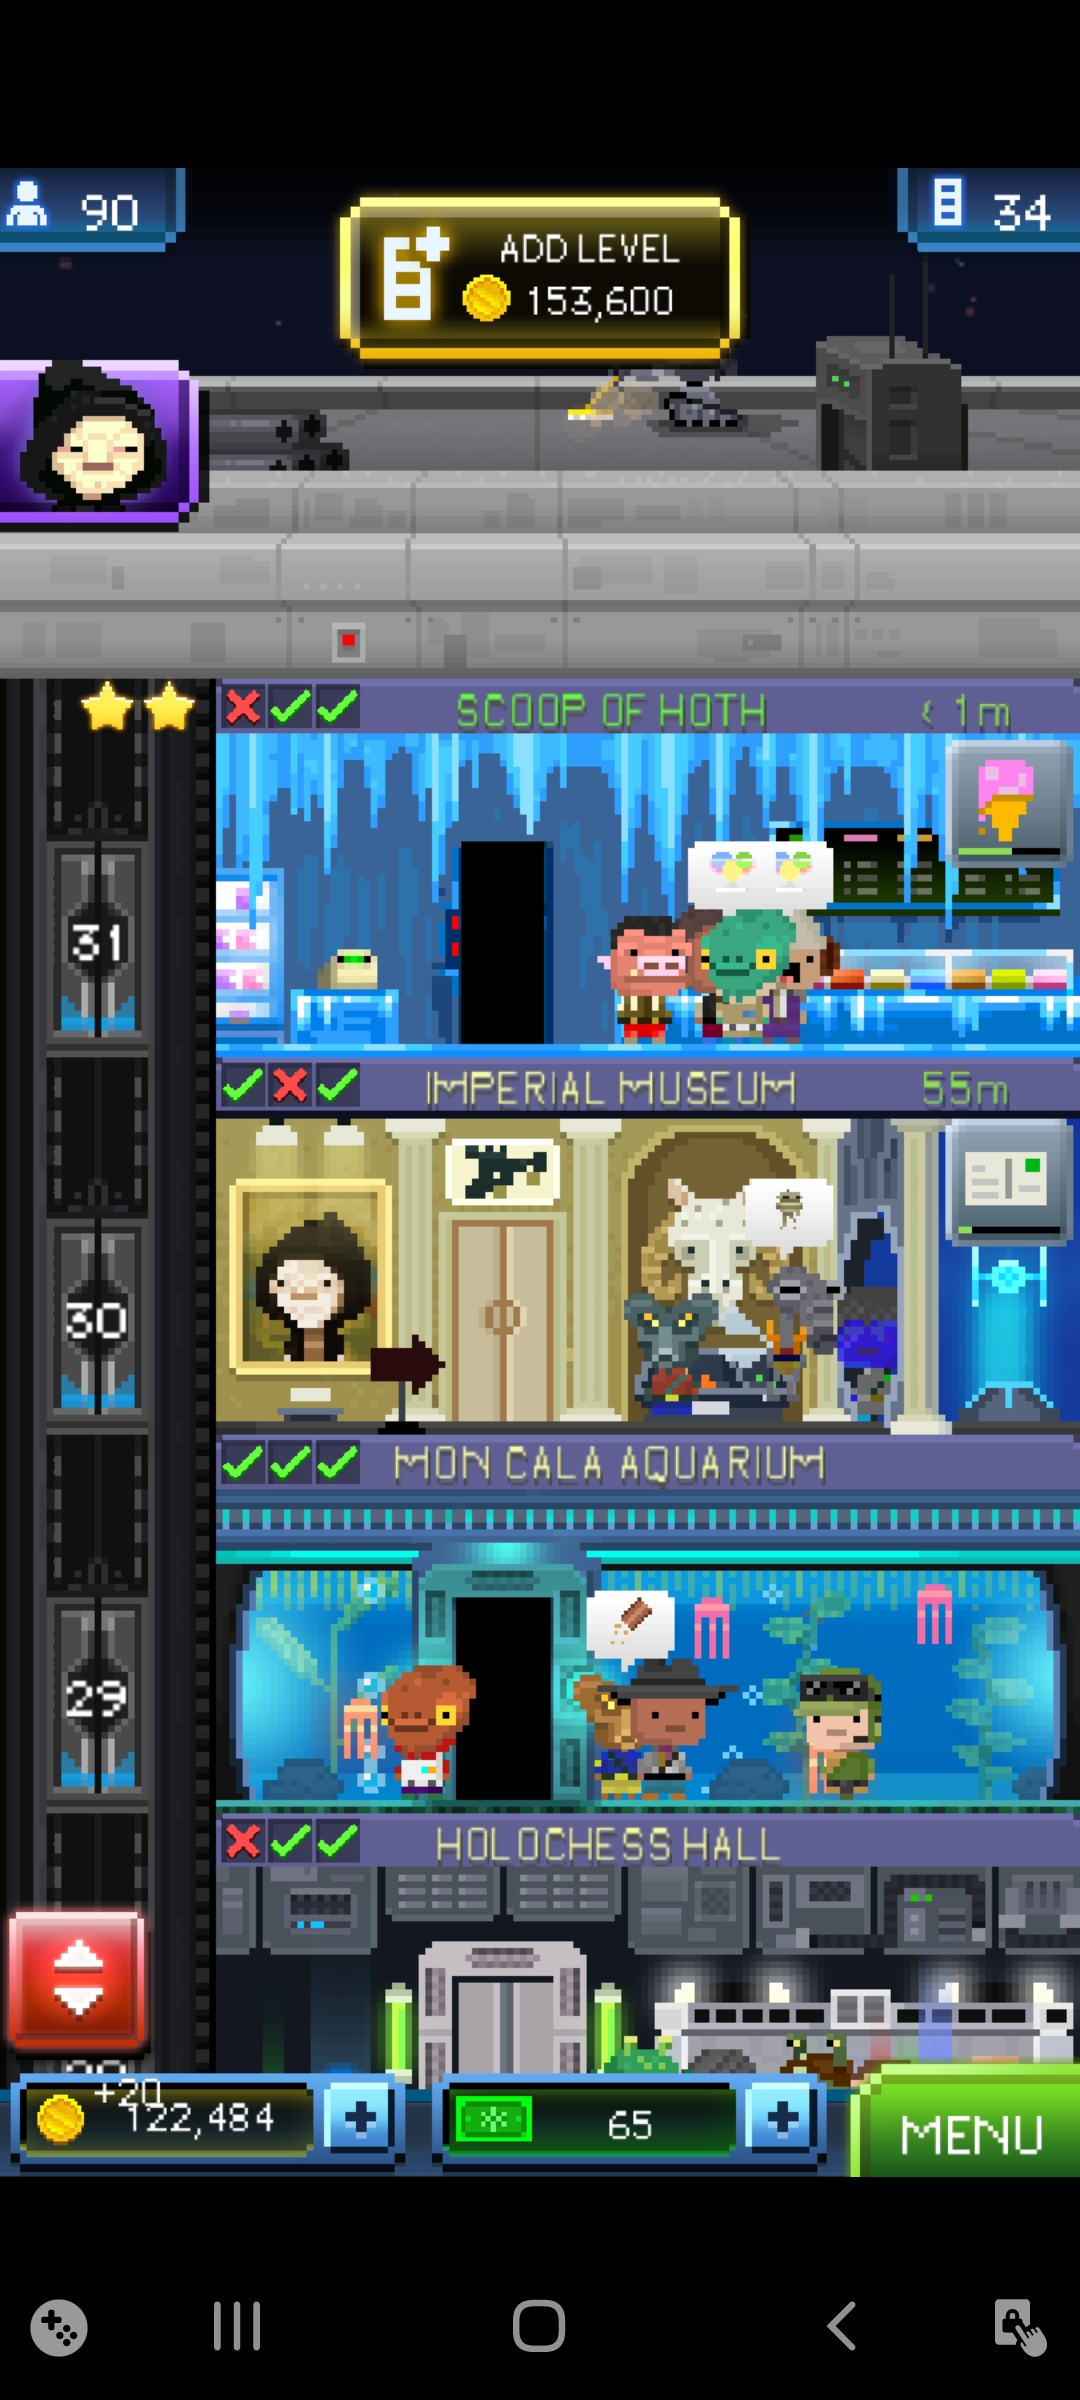 90
34
ADD LEVEL
153,600
SCOOP OF HOTH
< 1m
31
IMPERIAL MUSEUM
55m
30
MON CALA AQUARIUM
29
HOLOCHESS HALL
+20
122,484
65
MENU